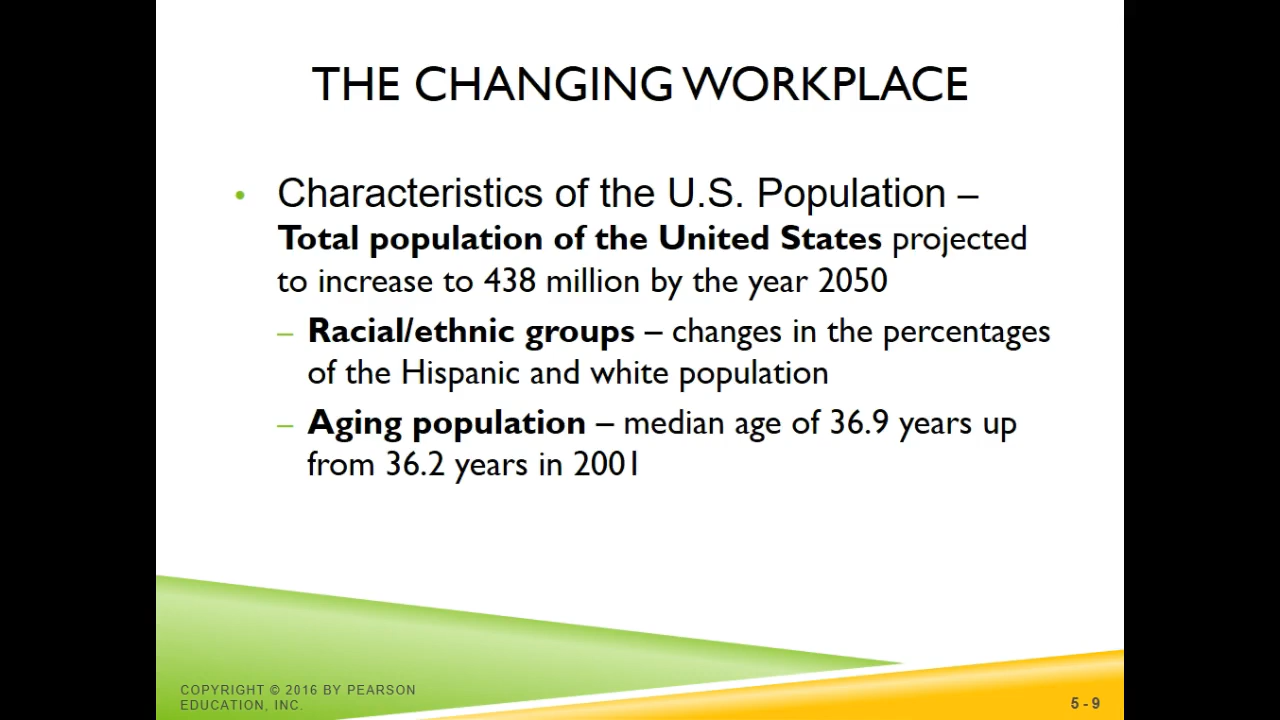 THE CHANGING WORKPLACE
• Characteristics of the U.S. Population –
Total population of the United States projected
to increase to 438 million by the year 2050
– Racial/ethnic groups – changes in the percentages
of the Hispanic and white population
– Aging population – median age of 36.9 years up
from 36.2 years in 2001
COPYRIGHT © 2016 BY PEARSON
EDUCATION, INC.
5 - 9